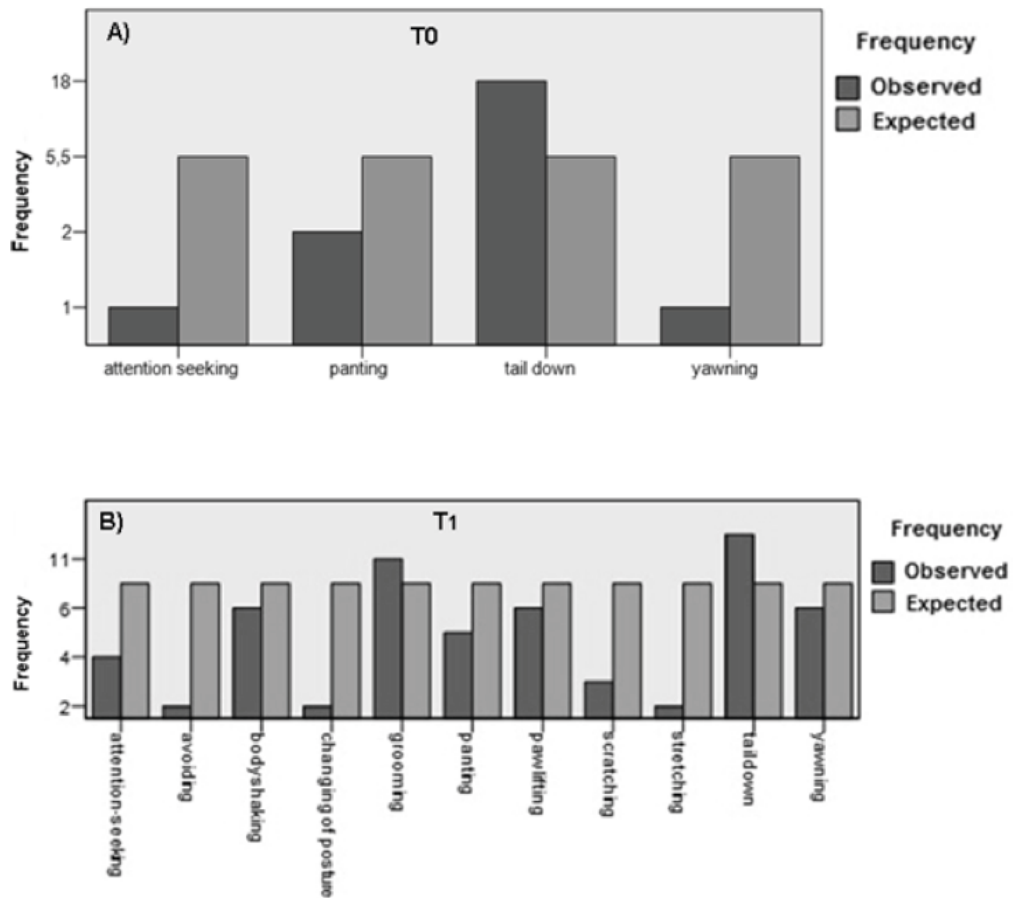 A)
T0
Frequency
Observed
Expected
Frequency
18
5,5
2
1
attention seeking
panting
tail down
yawning
B)
T1
Frequency
Observed
Expected
Frequency
11
6
4
2
attention-seeking
avoiding
bodyshaking
changing of posture
grooming
panting
pawlifting
scratching
stretching
taildown
yawning